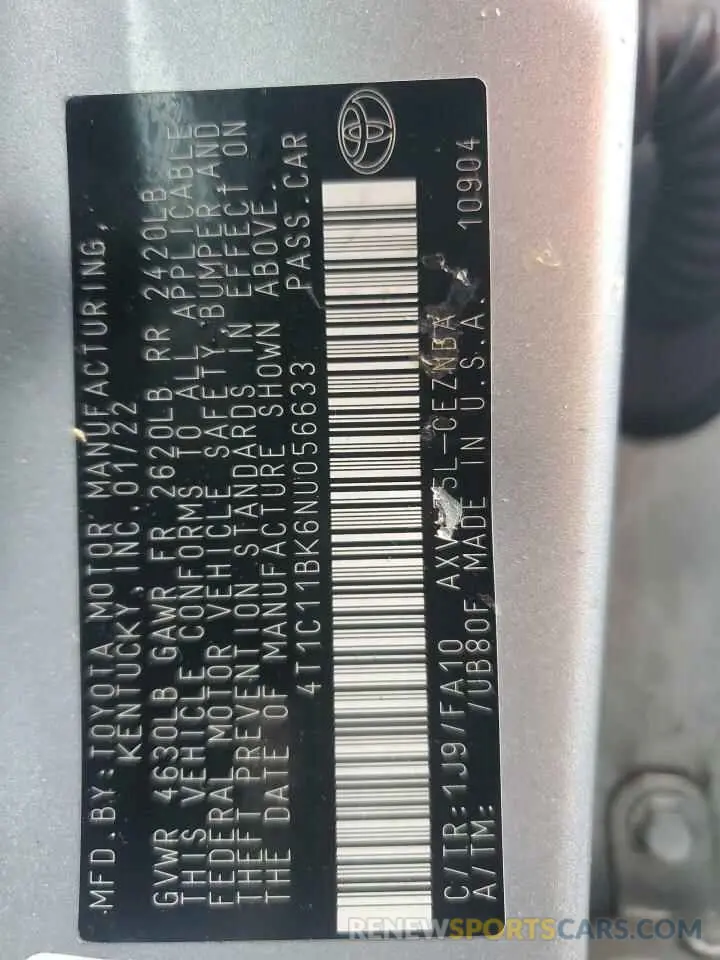 MFD.BY:TOYOTA MOTOR MANUFACTURING,
KENTUCKY, INC.01/22
GVWR 4630LB GAWR FR 2620LB RR 2420LB
THIS VEHICLE CONFORMS TO ALL APPLICABLE
FEDERAL MOTOR VEHICLE SAFETY, BUMPER AND
THEFT PREVENTION STANDARDS IN EFFECT ON
THE DATE OF MANUFACTURE SHOWN ABOVE.
4T1C11BK6NU056633 PASS.CAR
C/TR:1J9/FA10 L-CEZNBA 10904
A/TM: /UB80F MADE IN U.S.A.
RENEWSPORTSCARS.COM